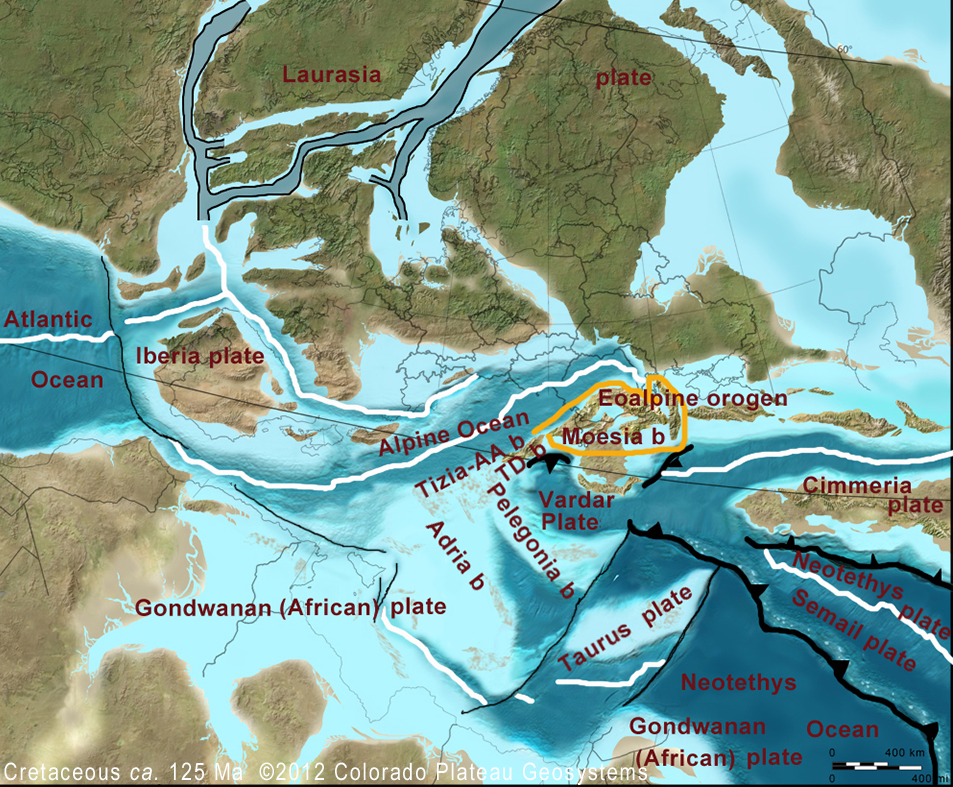 Laurasia
plate
60°
Atlantic
Ocean
Iberia plate
Eoalpine orogen
Alpine Ocean
Moesia b
Tizia-AA b
TD b
Vardar
Plate
Cimmeria
plate
Pelegonia b
Adria b
Neotethys
plate
Semail plate
Gondwanan (African) plate
Taurus plate
Neotethys
Ocean
Gondwanan
(African) plate
0 400 km
0 400 mi
Cretaceous ca. 125 Ma ©2012 Colorado Plateau Geosystems